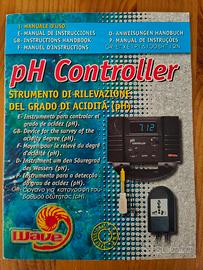 I- MANUALE D'USO
E- MANUAL DE INSTRUCCIONES
GB- INSTRUCTIONS HANDBOOK
F- MANUEL D'INSTRUCTIONS
D- ANWEISUNGEN HANDBUCH
P- MANUAL DE INSTRUÇÕES
pH Controller
STRUMENTO DI RILEVAZIONE
DEL GRADO DI ACIDITÀ (pH).
E- Instrumento para controlar el
grado de acidez (pH).
GB- Device for the survey of the
acidity degree (pH).
F- Moyen pour le relevé du degré
d'acidité (pH).
D- Instrument um den Säuregrad
des Wassers (pH).
P- Instrumento para a detecção
do grau de acidez (pH).
712
Wave